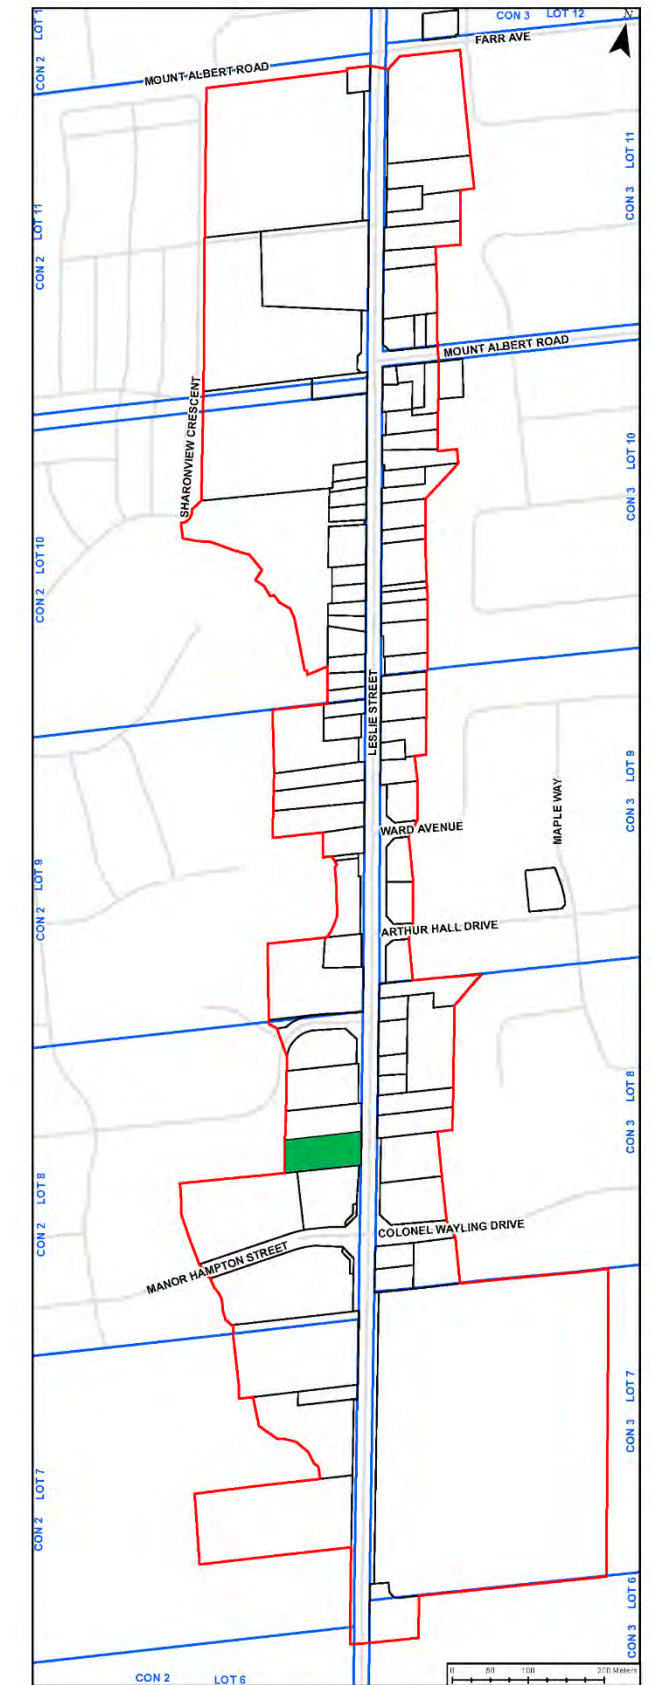 CON 3 LOT 12
N
FARR AVE
CON 2 LOT 1
MOUNT ALBERT ROAD
CON 3 LOT 11
CON 2 LOT 11
MOUNT ALBERT ROAD
SHARONVIEW CRESCENT
CON 3 LOT 10
CON 2 LOT 10
LESLIE STREET
CON 3 LOT 9
MAPLE WAY
WARD AVENUE
CON 2 LOT 9
ARTHUR HALL DRIVE
CON 3 LOT 8
CON 2 LOT 8
COLONEL WAYLING DRIVE
MANOR HAMPTON STREET
CON 3 LOT 7
CON 2 LOT 7
CON 3 LOT 6
CON 2 LOT 6
0 50 100 200 Meters